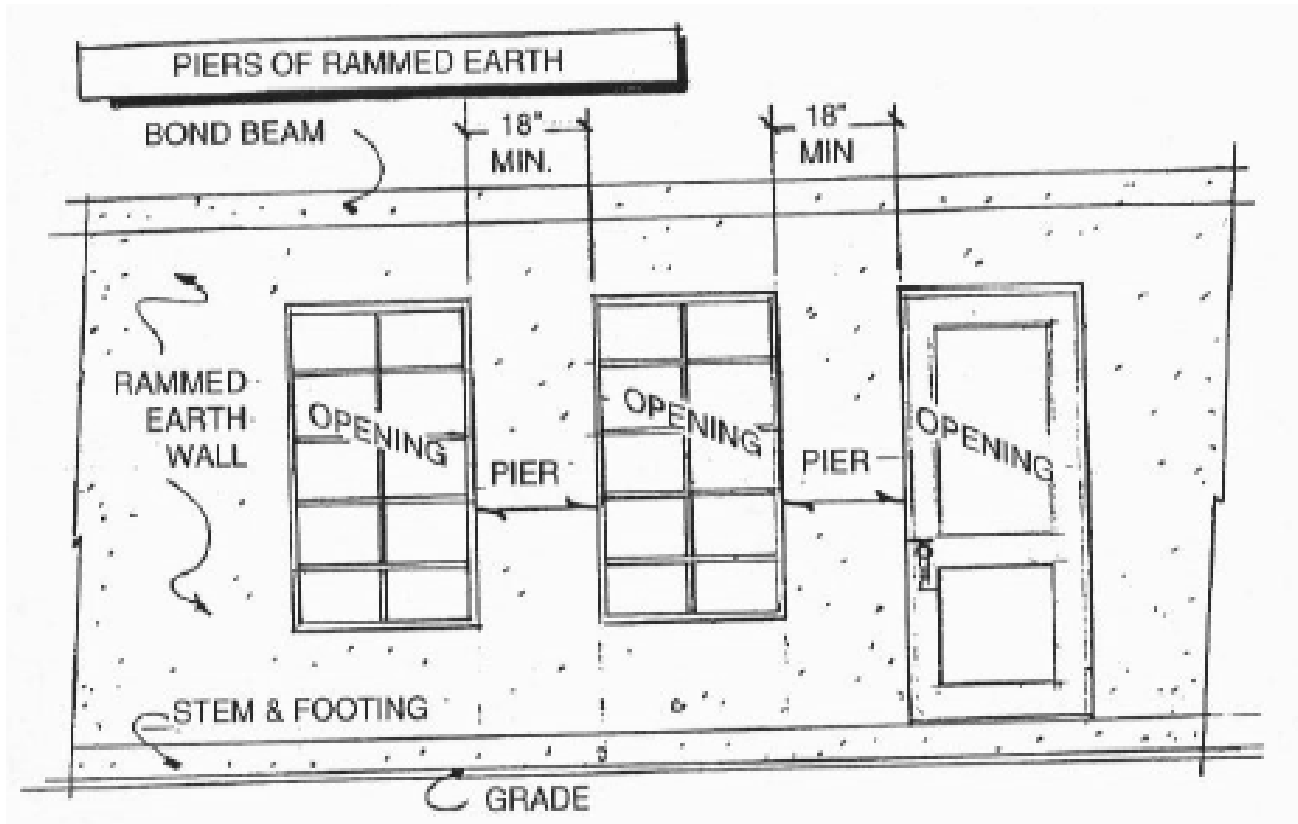 PIERS OF RAMMED EARTH
BOND BEAM
18"
MIN.
18"
MIN
RAMMED
EARTH
WALL
OPENING
OPENING
OPENING
PIER
PIER
STEM & FOOTING
GRADE